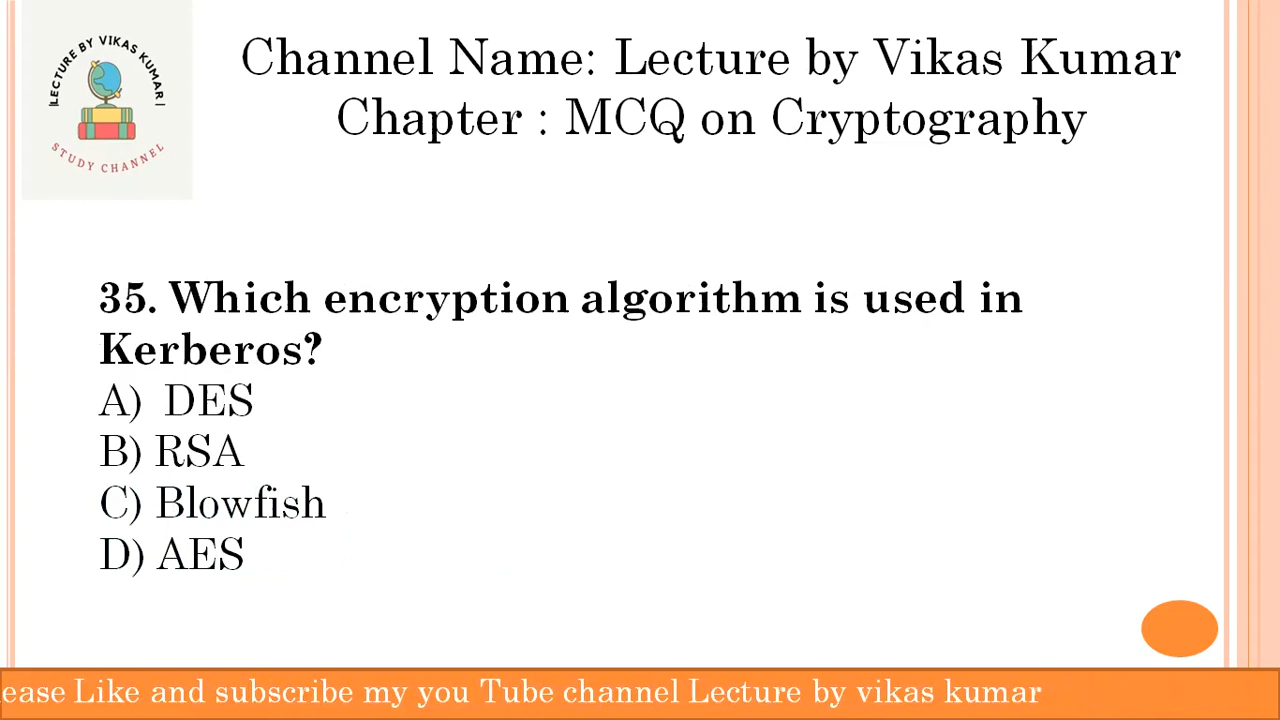 LECTURE BY VIKAS KUMAR
STUDY CHANNEL
Channel Name: Lecture by Vikas Kumar
Chapter : MCQ on Cryptography
35. Which encryption algorithm is used in
Kerberos?
A) DES
B) RSA
C) Blowfish
D) AES
ease Like and subscribe my you Tube channel Lecture by vikas kumar